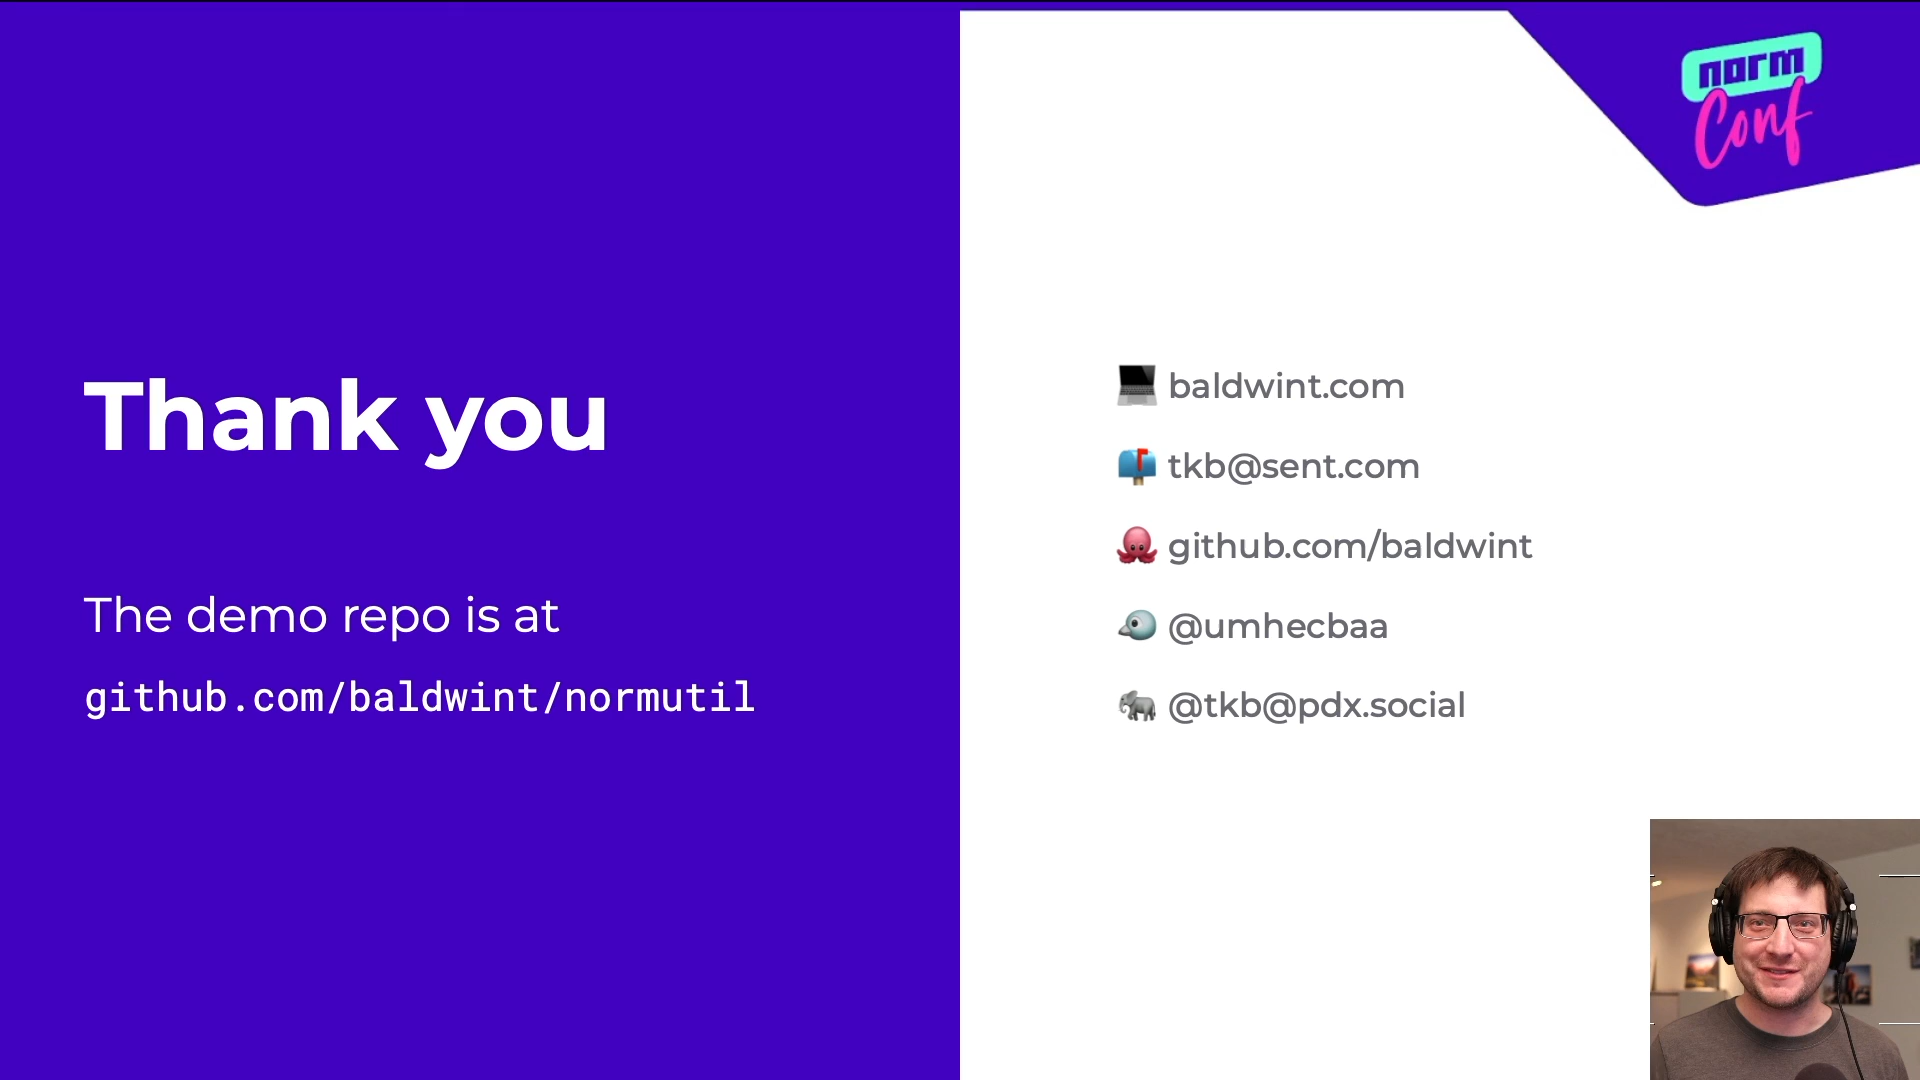 Thank you
The demo repo is at
github.com/baldwint/normutil
norm
Conf
baldwint.com
tkb@sent.com
github.com/baldwint
@umhecbaa
@tkb@pdx.social